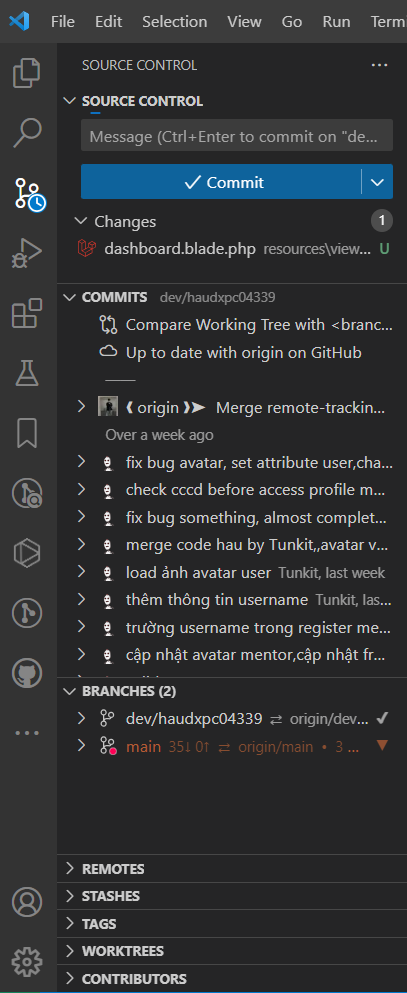 File Edit Selection View Go Run Term
SOURCE CONTROL ...
SOURCE CONTROL
Message (Ctrl+Enter to commit on "de...
Commit
Changes 1
dashboard.blade.php resources\view... U
COMMITS dev/haudxpc04339
Compare Working Tree with <branc...
Up to date with origin on GitHub
origin Merge remote-trackin...
Over a week ago
fix bug avatar, set attribute user,cha...
check cccd before access profile m...
fix bug something, almost complet...
merge code hau by Tunkit,,avatar v...
load ảnh avatar user Tunkit, last week
thêm thông tin username Tunkit, las...
trường username trong register me...
cập nhật avatar mentor,cập nhật fr...
BRANCHES (2)
dev/haudxpc04339 ⇄ origin/dev...
main 35↓ 0↑ ⇄ origin/main • 3 ...
REMOTES
STASHES
TAGS
WORKTREES
CONTRIBUTORS